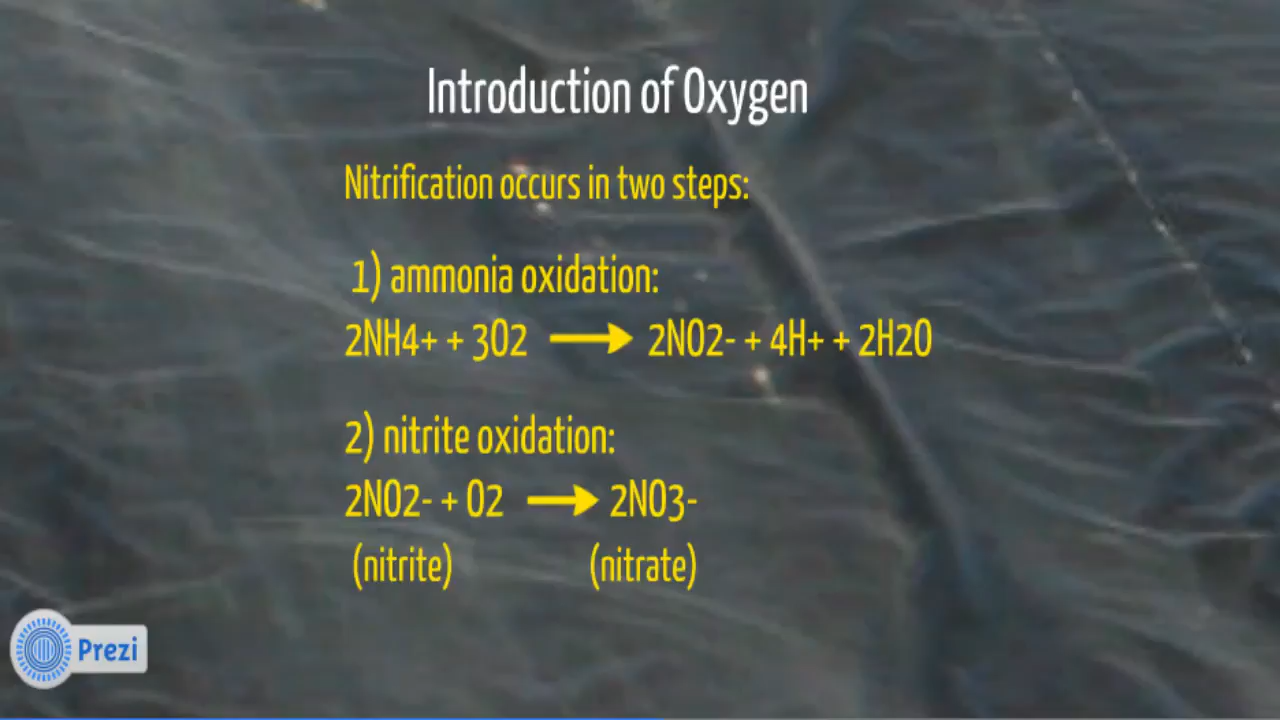 Introduction of Oxygen
Nitrification occurs in two steps:
1) ammonia oxidation:
2NH4+ + 3O2 → 2NO2- + 4H+ + 2H2O
2) nitrite oxidation:
2NO2- + O2 → 2NO3-
(nitrite) (nitrate)
Prezi